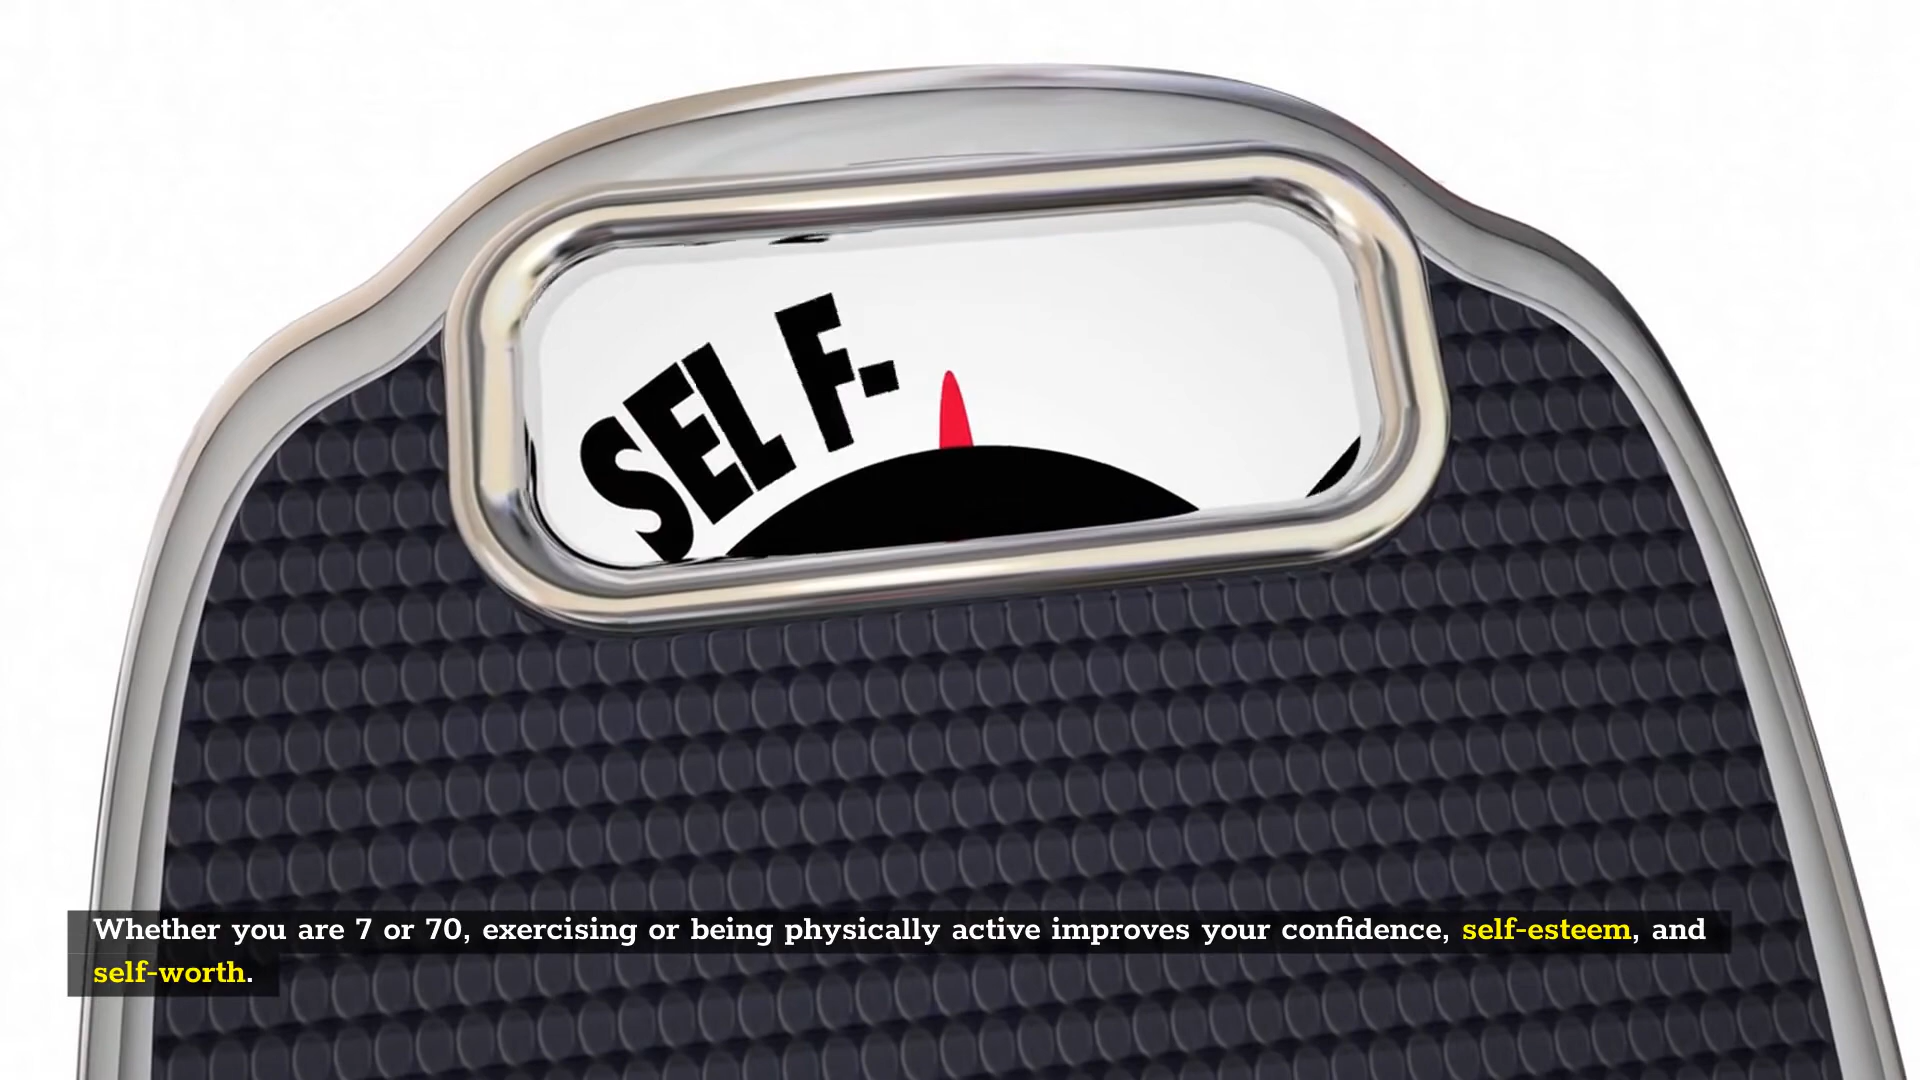 SELF-
Whether you are 7 or 70, exercising or being physically active improves your confidence, self-esteem, and
self-worth.